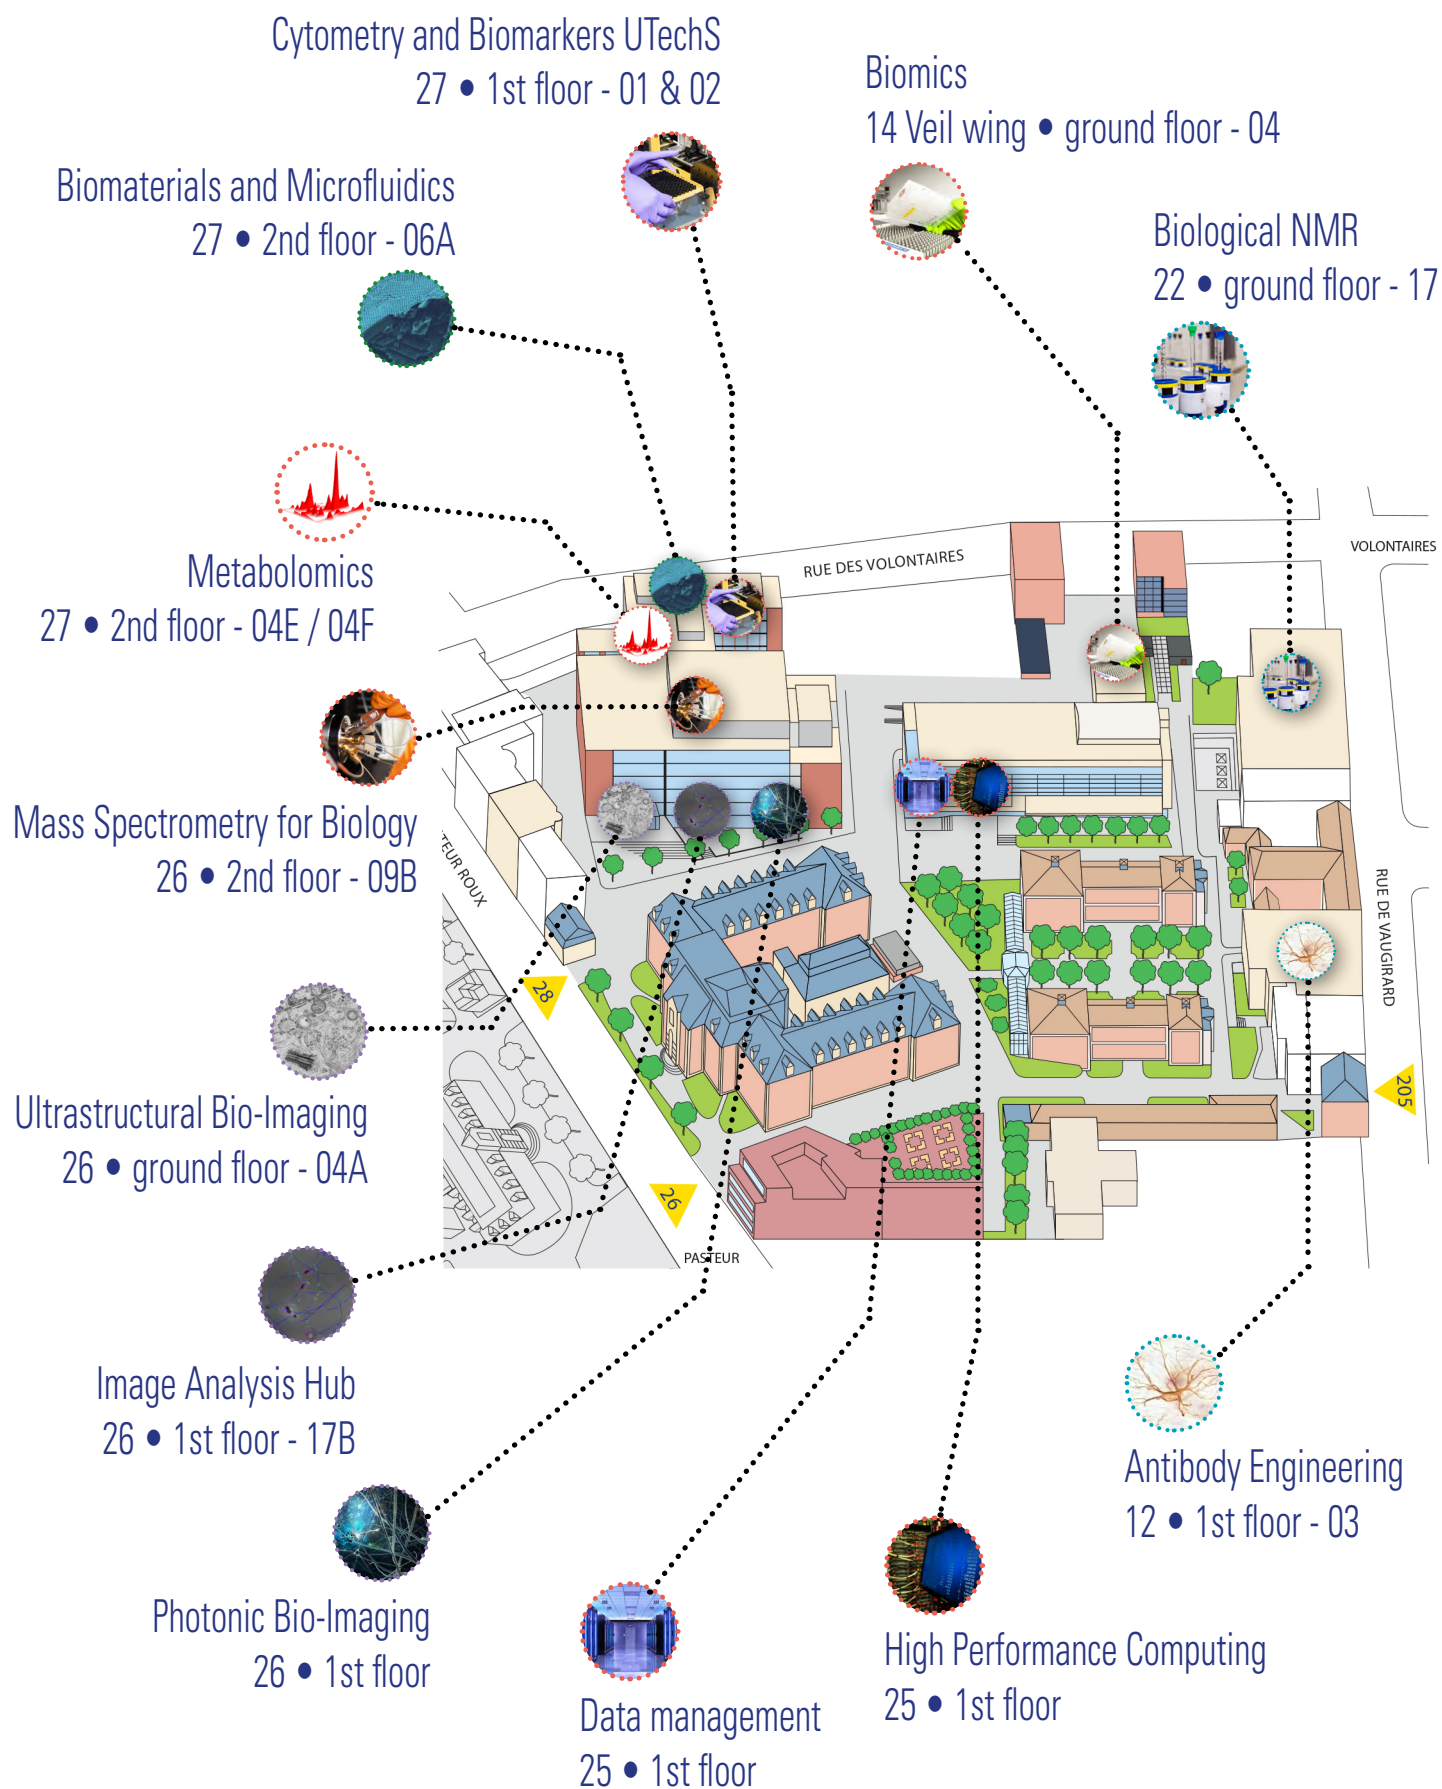 Cytometry and Biomarkers UTechS
27 • 1st floor - 01 & 02
Biomics
14 Veil wing • ground floor - 04
Biomaterials and Microfluidics
27 • 2nd floor - 06A
Biological NMR
22 • ground floor - 17
Metabolomics
27 • 2nd floor - 04E / 04F
RUE DES VOLONTAIRES
VOLONTAIRES
Mass Spectrometry for Biology
26 • 2nd floor - 09B
TEUR ROUX
RUE DE VAUGIRARD
28
205
Ultrastructural Bio-Imaging
26 • ground floor - 04A
26
PASTEUR
Image Analysis Hub
26 • 1st floor - 17B
Antibody Engineering
12 • 1st floor - 03
Photonic Bio-Imaging
26 • 1st floor
High Performance Computing
25 • 1st floor
Data management
25 • 1st floor